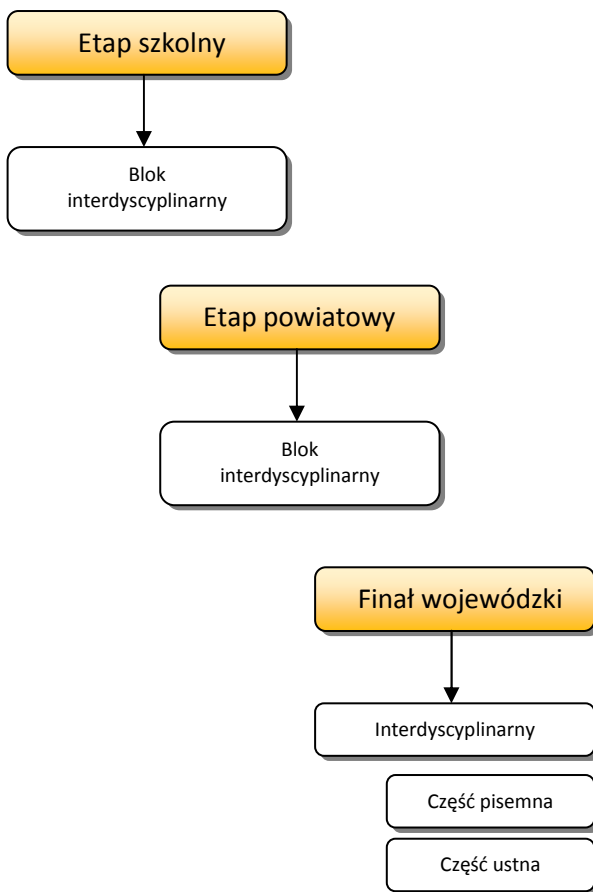 Etap szkolny
Blok
interdyscyplinarny
Etap powiatowy
Blok
interdyscyplinarny
Finał wojewódzki
Interdyscyplinarny
Część pisemna
Część ustna